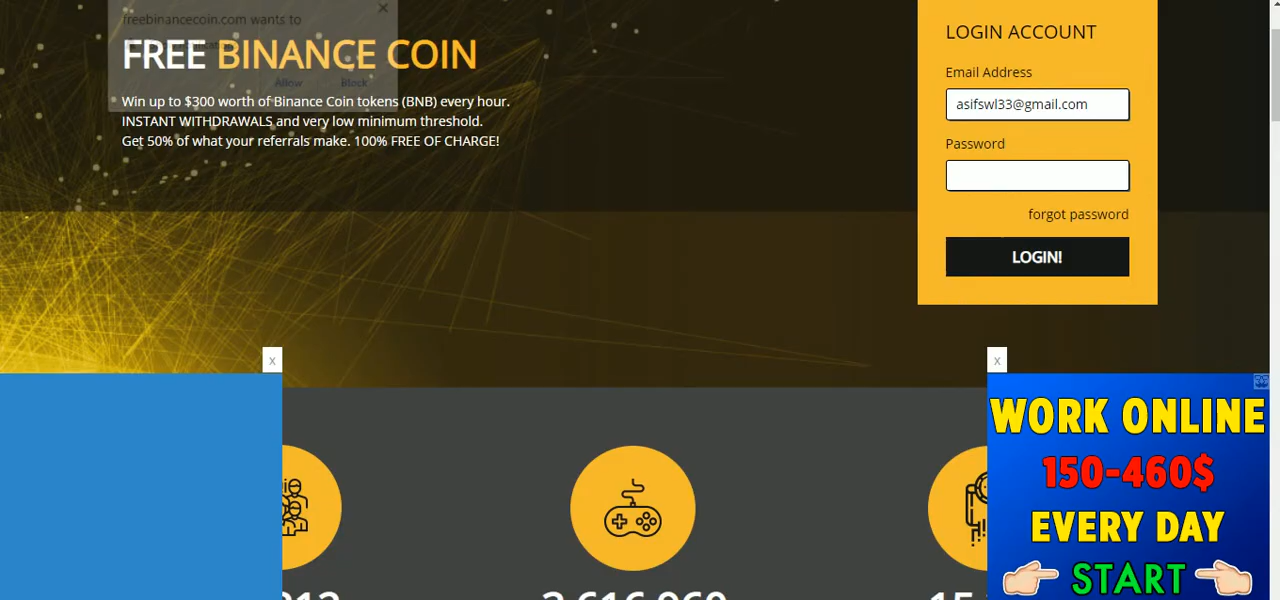 freebinancecoin.com wants to
FREE BINANCE COIN
Allow Block
Win up to $300 worth of Binance Coin tokens (BNB) every hour.
INSTANT WITHDRAWALS and very low minimum threshold.
Get 50% of what your referrals make. 100% FREE OF CHARGE!
LOGIN ACCOUNT
Email Address
asifswl33@gmail.com
Password
forgot password
LOGIN!
x
x
WORK ONLINE
150-460$
EVERY DAY
START